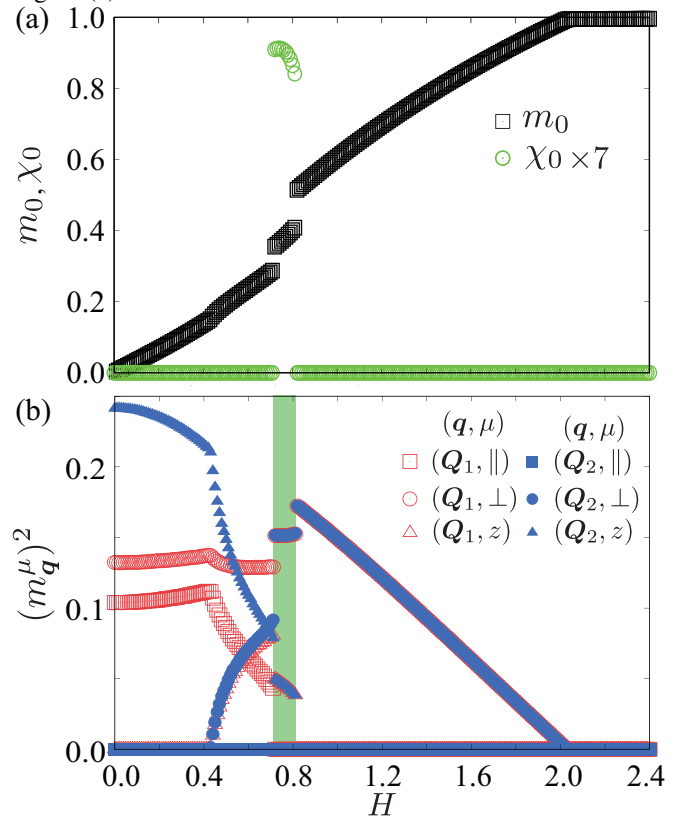 (a)
1.0
0.8
0.6
0.4
0.2
0.0
m₀, χ₀
m₀
χ₀ ×7
(b)
0.2
0.1
0.0
(m_q^μ)²
(q, μ) (q, μ)
(Q₁, ∥) (Q₂, ∥)
(Q₁, ⊥) (Q₂, ⊥)
(Q₁, z) (Q₂, z)
0.0 0.4 0.8 1.2 1.6 2.0 2.4
H